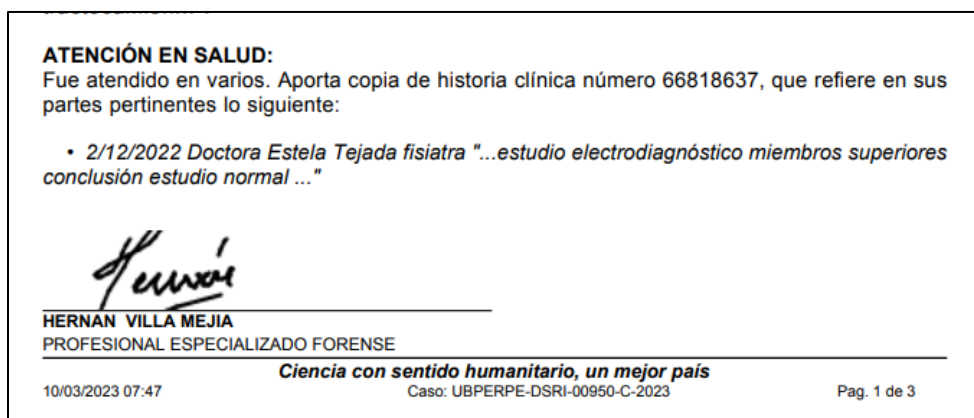 ATENCIÓN EN SALUD:
Fue atendido en varios. Aporta copia de historia clínica número 66818637, que refiere en sus
partes pertinentes lo siguiente:
• 2/12/2022 Doctora Estela Tejada fisiatra "...estudio electrodiagnóstico miembros superiores
conclusión estudio normal ..."
Hernán
HERNAN VILLA MEJIA
PROFESIONAL ESPECIALIZADO FORENSE
Ciencia con sentido humanitario, un mejor país
10/03/2023 07:47 Caso: UBPERPE-DSRI-00950-C-2023 Pag. 1 de 3